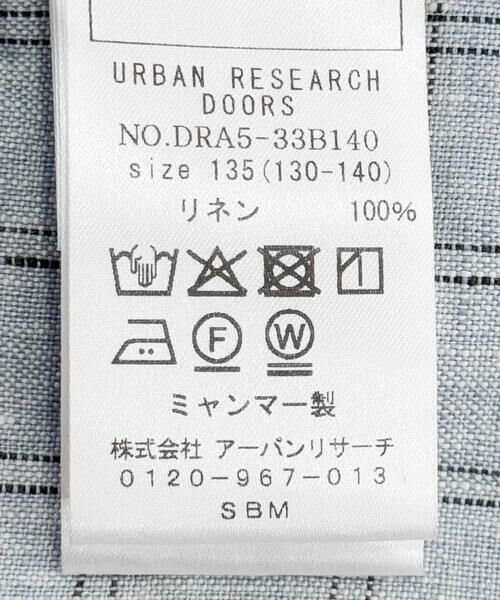 URBAN RESEARCH
DOORS
NO.DRA5-33B140
size 135(130-140)
リネン 100%
F W
ミャンマー製
株式会社 アーバンリサーチ
0120-967-013
SBM